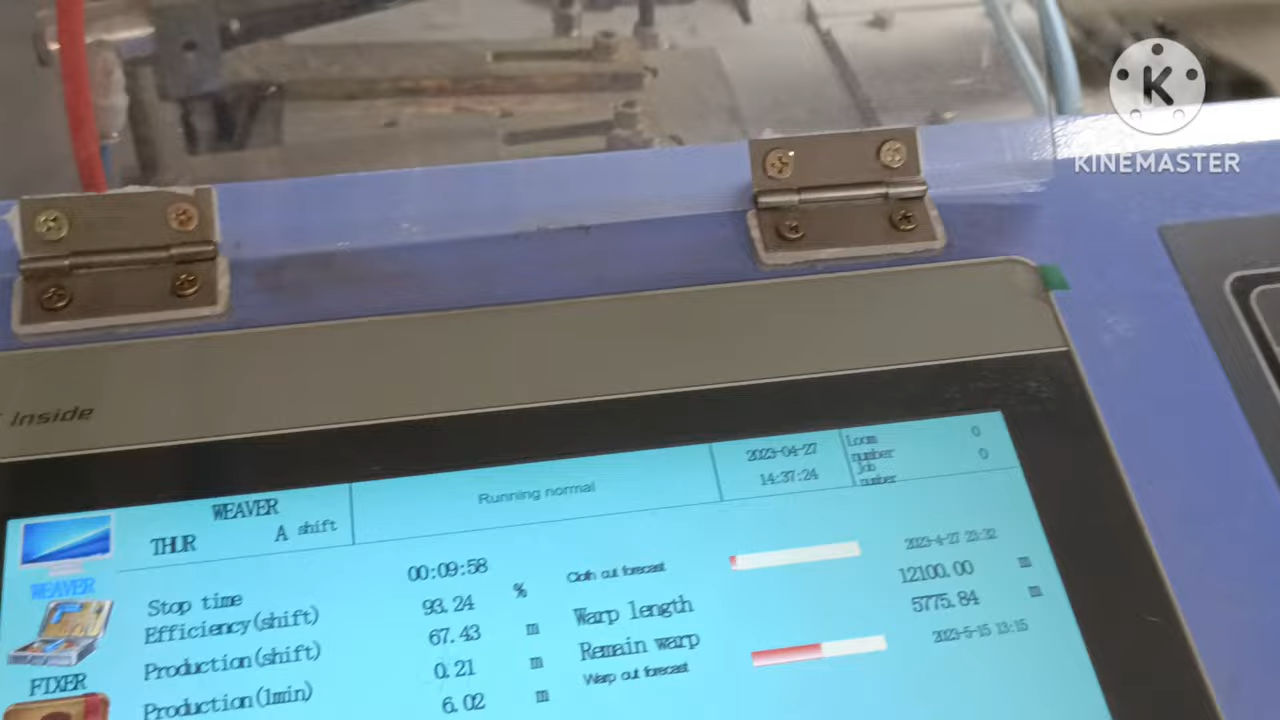 KINEMASTER
Inside
WEAVER
THUR A shift
Running normal
2023-04-27
14:37:24
Loom number 0
Job number 0
WEAVER
FIXER
Stop time 00:09:58
Efficiency(shift) 93.24 %
Production(shift) 67.43 m
Production(1min) 0.21 m
6.02 m
Cloth out forecast 2023-4-27 23:32
Warp length 12100.00 m
Remain warp 5775.84 m
Warp out forecast 2023-5-15 13:15